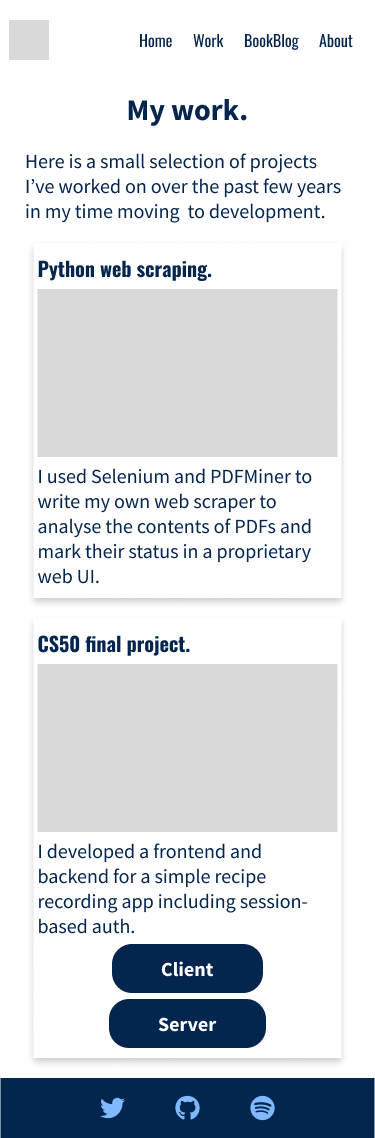 Home Work BookBlog About
My work.
Here is a small selection of projects
I’ve worked on over the past few years
in my time moving  to development.
Python web scraping.
I used Selenium and PDFMiner to
write my own web scraper to
analyse the contents of PDFs and
mark their status in a proprietary
web UI.
CS50 final project.
I developed a frontend and
backend for a simple recipe
recording app including session-
based auth.
Client
Server